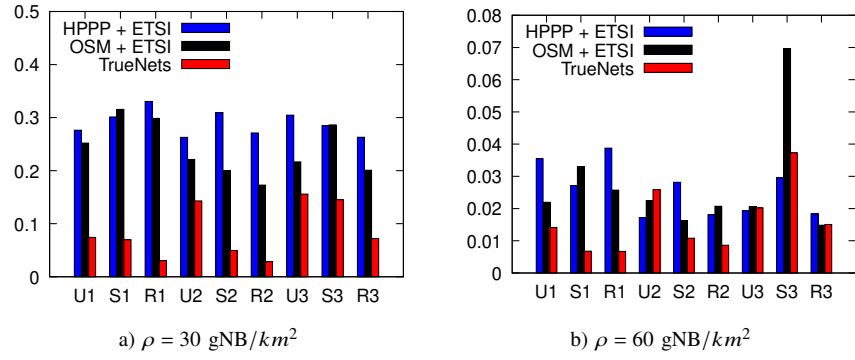 0.5
0.4
0.3
0.2
0.1
0
HPPP + ETSI
OSM + ETSI
TrueNets
U1 S1 R1 U2 S2 R2 U3 S3 R3
a) ρ = 30 gNB/km²
0.08
0.07
0.06
0.05
0.04
0.03
0.02
0.01
0
HPPP + ETSI
OSM + ETSI
TrueNets
U1 S1 R1 U2 S2 R2 U3 S3 R3
b) ρ = 60 gNB/km²